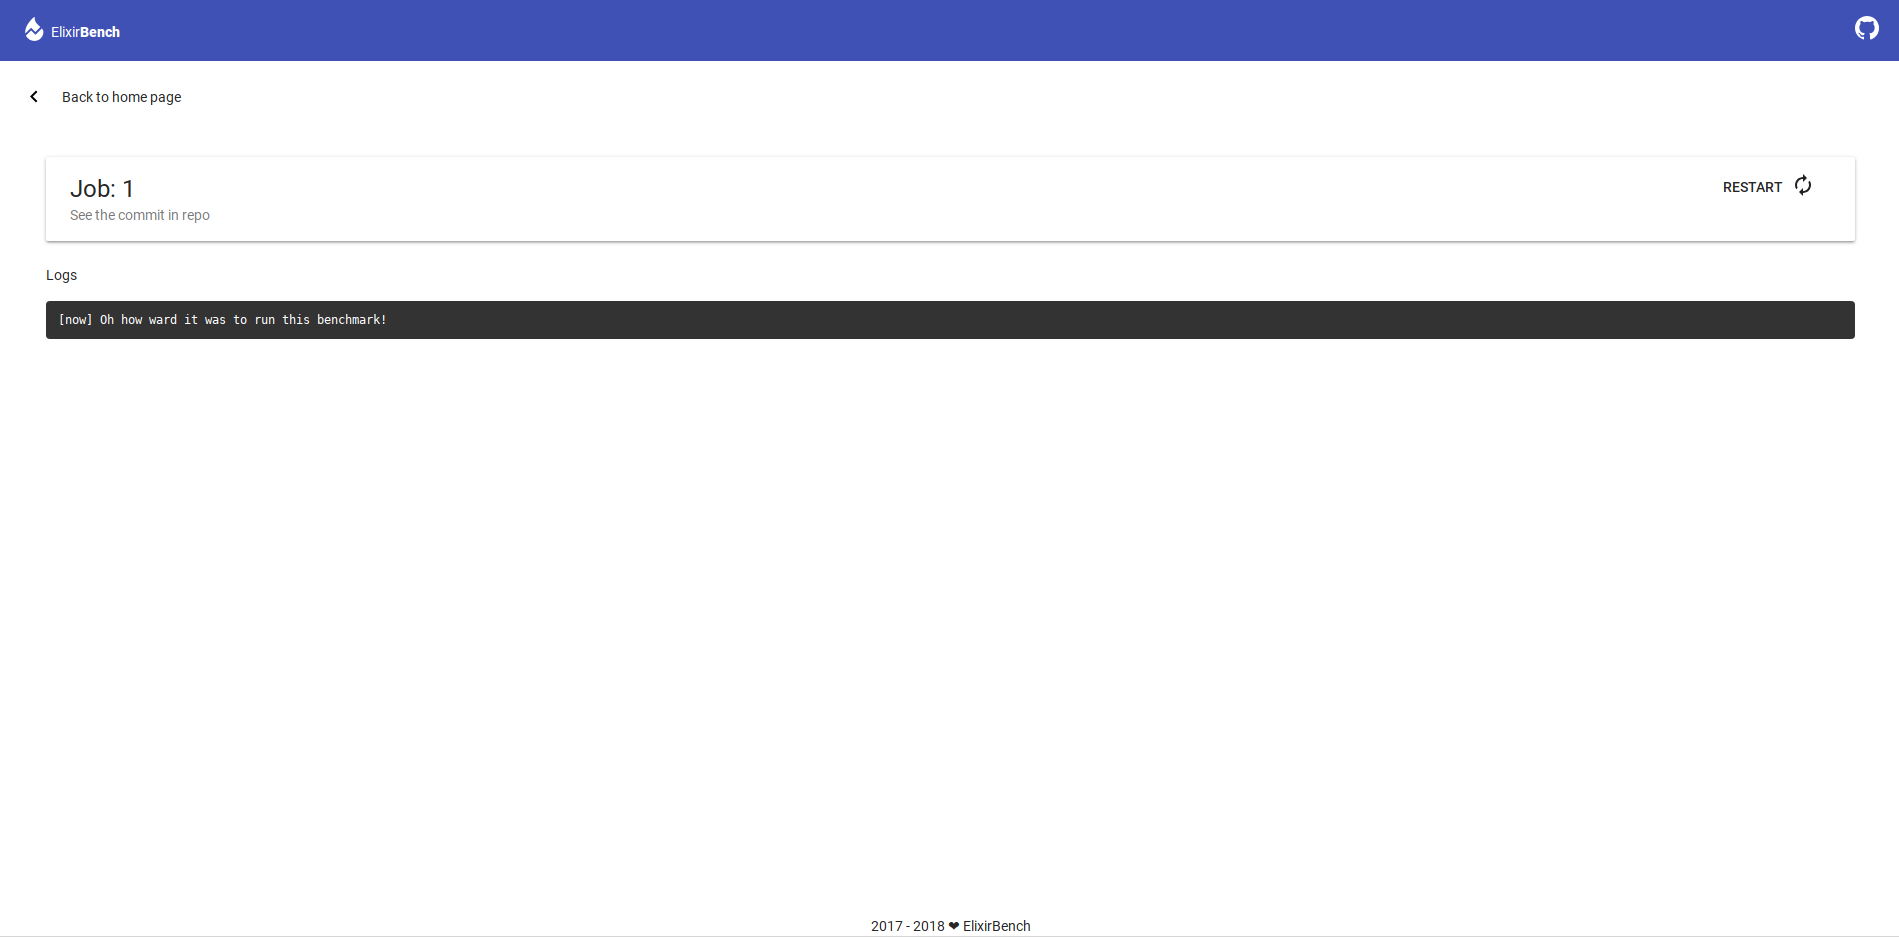 ElixirBench
Back to home page
Job: 1
RESTART
See the commit in repo
Logs
[now] Oh how ward it was to run this benchmark!
2017 - 2018 ❤ ElixirBench